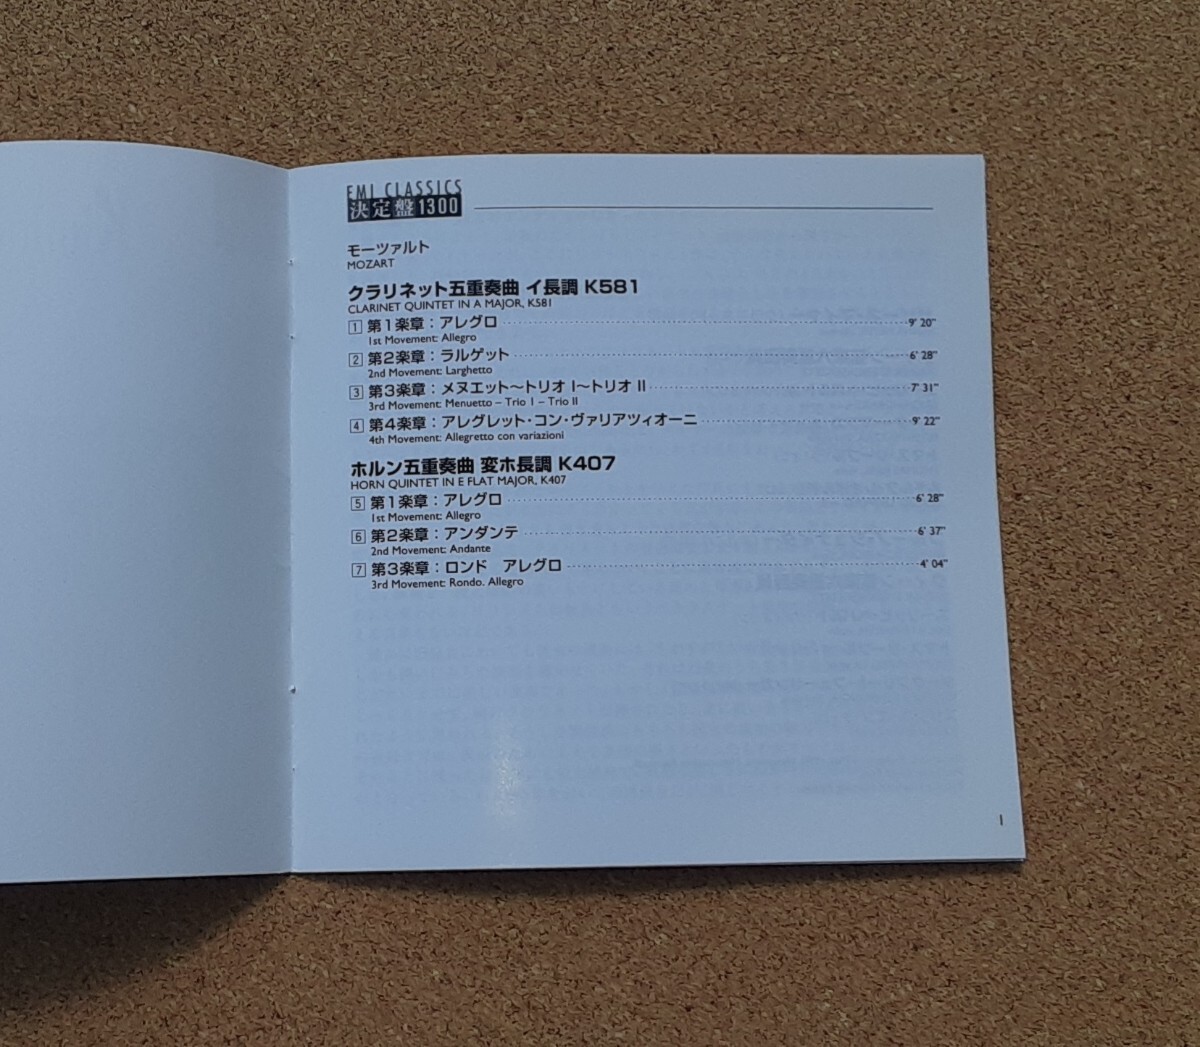 EMI CLASSICS
決定盤1300
モーツァルト
MOZART
クラリネット五重奏曲 イ長調 K581
CLARINET QUINTET IN A MAJOR, K581
1 第1楽章：アレグロ 9' 20"
1st Movement: Allegro
2 第2楽章：ラルゲット 6' 28"
2nd Movement: Larghetto
3 第3楽章：メヌエット〜トリオ I〜トリオ II 7' 31"
3rd Movement: Menuetto – Trio I – Trio II
4 第4楽章：アレグレット・コン・ヴァリアツィオーニ 9' 22"
4th Movement: Allegretto con variazioni
ホルン五重奏曲 変ホ長調 K407
HORN QUINTET IN E FLAT MAJOR, K407
5 第1楽章：アレグロ 6' 28"
1st Movement: Allegro
6 第2楽章：アンダンテ 6' 37"
2nd Movement: Andante
7 第3楽章：ロンド アレグロ 4' 04"
3rd Movement: Rondo. Allegro
1